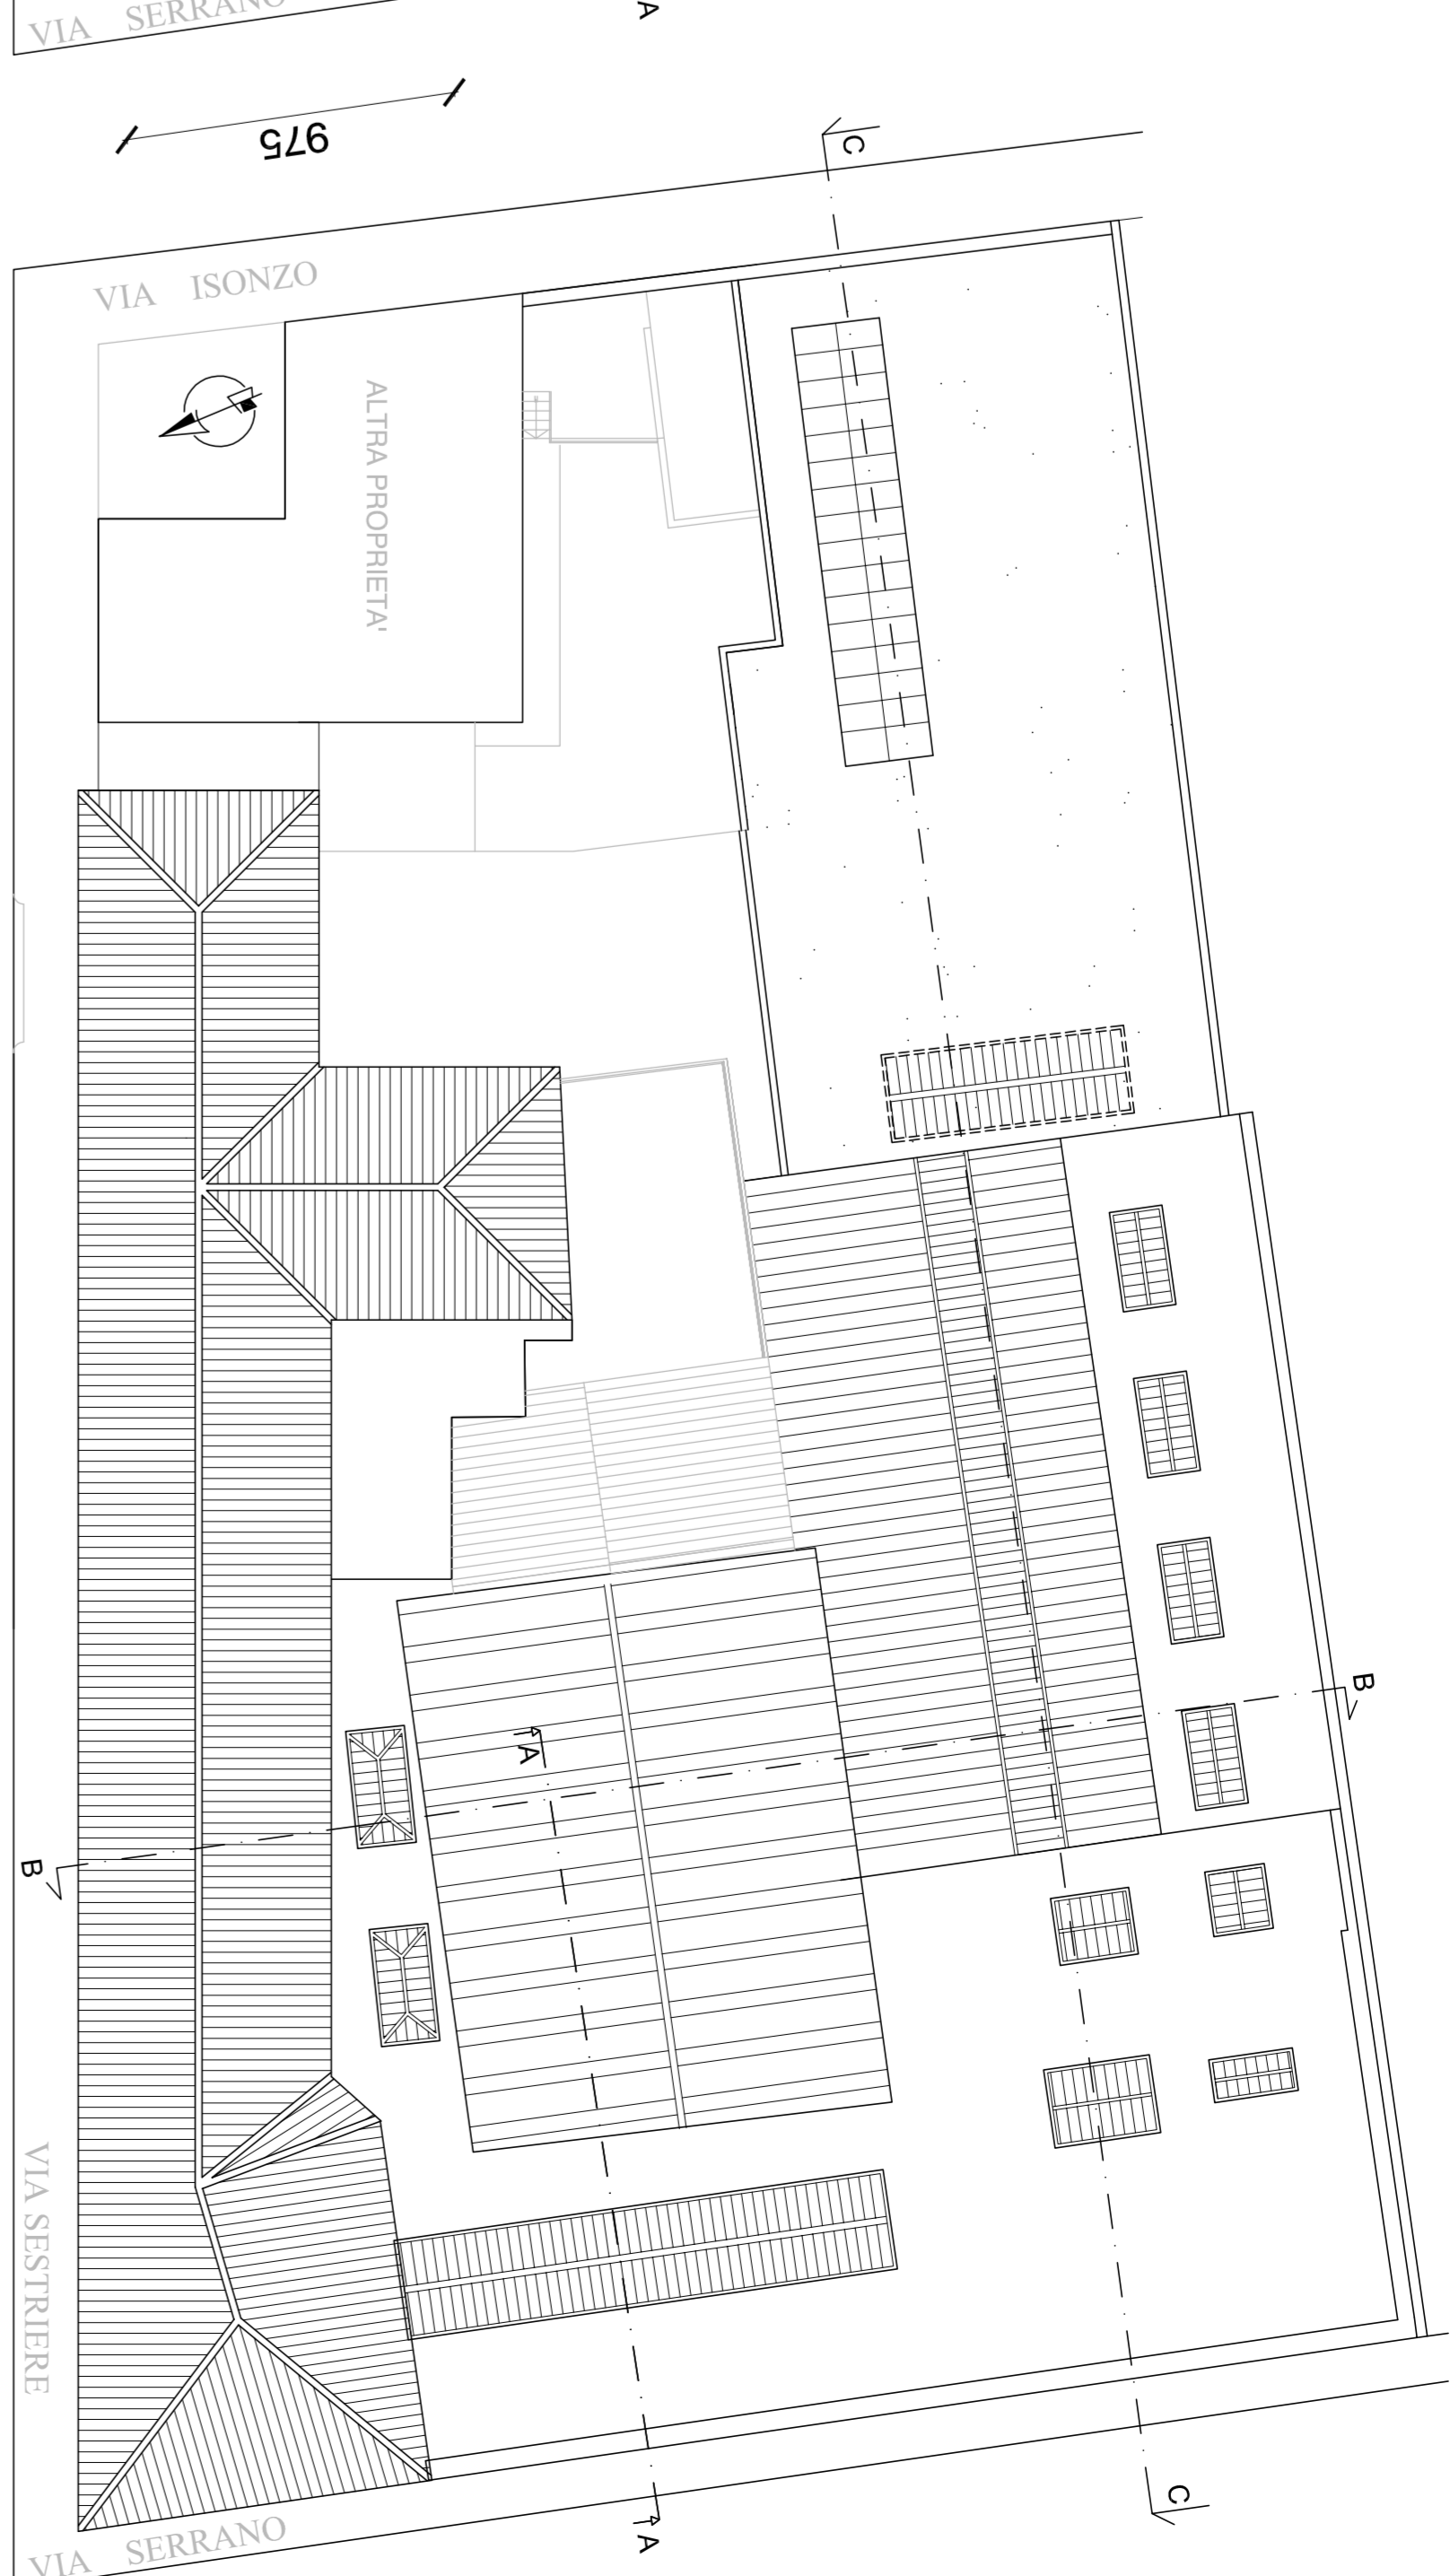 VIA SERRANO
A
975
C
VIA ISONZO
ALTRA PROPRIETA'
B
A
B
VIA SESTRIERE
C
VIA SERRANO
A